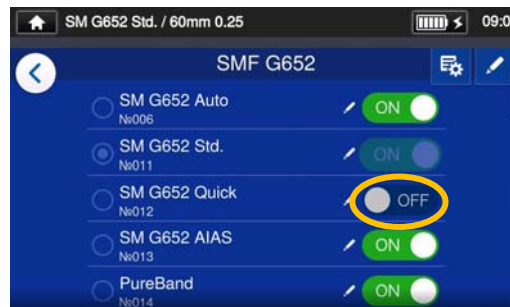 SM G652 Std. / 60mm 0.25 09:0
SMF G652
SM G652 Auto
№006
ON
SM G652 Std.
№011
ON
SM G652 Quick
№012
OFF
SM G652 AIAS
№013
ON
PureBand
№014
ON